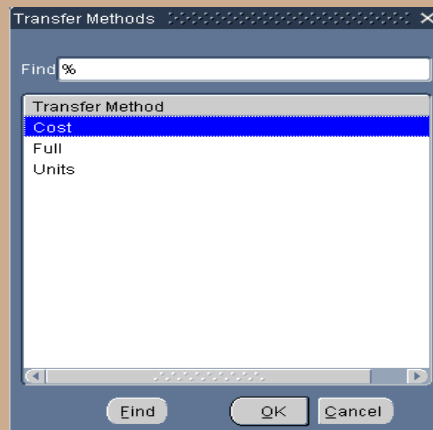 Transfer Methods
Find %
Transfer Method
Cost
Full
Units
Find OK Cancel